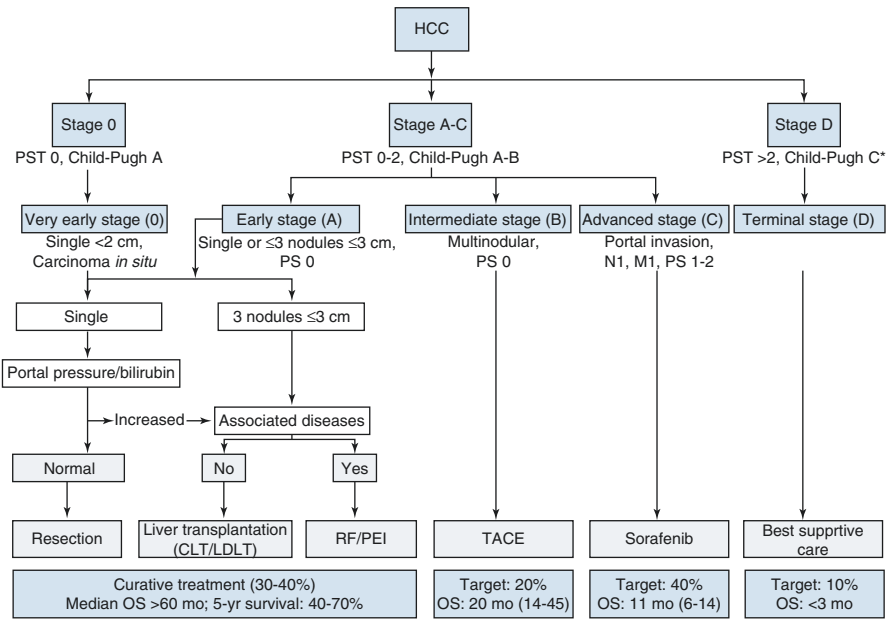 HCC
Stage 0
PST 0, Child-Pugh A
Stage A-C
PST 0-2, Child-Pugh A-B
Stage D
PST >2, Child-Pugh C*
Very early stage (0)
Single <2 cm,
Carcinoma in situ
Early stage (A)
Single or ≤3 nodules ≤3 cm,
PS 0
Intermediate stage (B)
Multinodular,
PS 0
Advanced stage (C)
Portal invasion,
N1, M1, PS 1-2
Terminal stage (D)
Single
3 nodules ≤3 cm
Portal pressure/bilirubin
Increased
Associated diseases
Normal
No
Yes
Resection
Liver transplantation
(CLT/LDLT)
RF/PEI
TACE
Sorafenib
Best supprtive
care
Curative treatment (30-40%)
Median OS >60 mo; 5-yr survival: 40-70%
Target: 20%
OS: 20 mo (14-45)
Target: 40%
OS: 11 mo (6-14)
Target: 10%
OS: <3 mo